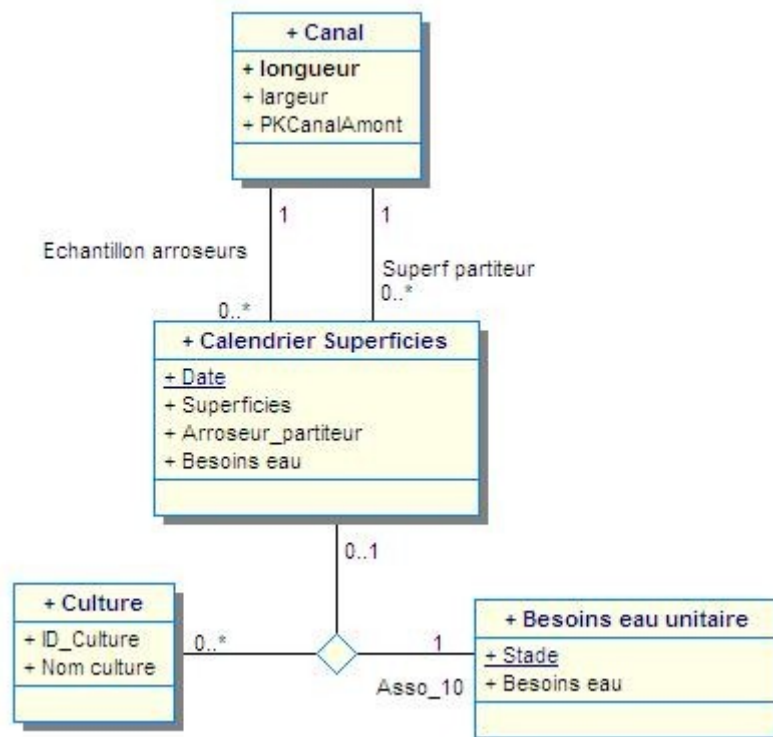 + Canal
+ longueur
+ largeur
+ PKCanalAmont
1
1
Echantillon arroseurs
Superf partiteur
0..*
0..*
+ Calendrier Superficies
+ Date
+ Superficies
+ Arroseur_partiteur
+ Besoins eau
0..1
+ Culture
+ ID_Culture
+ Nom culture
0..*
1
Asso_10
+ Besoins eau unitaire
+ Stade
+ Besoins eau